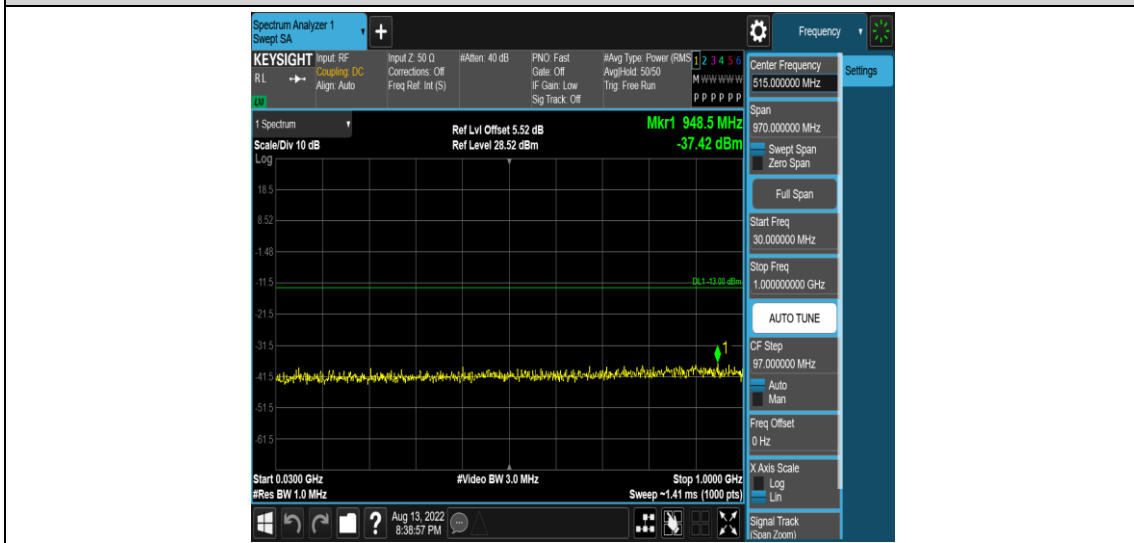 Spectrum Analyzer 1
Swept SA
+
Frequency
KEYSIGHT
RL
LXI
Input: RF
Coupling: DC
Align: Auto
Input Z: 50 Ω
Corrections: Off
Freq Ref: Int (S)
#Atten: 40 dB
PNO: Fast
Gate: Off
IF Gain: Low
Sig Track: Off
#Avg Type: Power (RMS
Avg|Hold: 50/50
Trig: Free Run
1 2 3 4 5 6
M W W W W W
P P P P P P
1 Spectrum
Scale/Div 10 dB
Ref Lvl Offset 5.52 dB
Ref Level 28.52 dBm
Mkr1 948.5 MHz
-37.42 dBm
Log
18.5
8.52
-1.48
-11.5
-21.5
-31.5
-41.5
-51.5
-61.5
DL1 -13.00 dBm
1
Start 0.0300 GHz
#Res BW 1.0 MHz
#Video BW 3.0 MHz
Stop 1.0000 GHz
Sweep ~1.41 ms (1000 pts)
Aug 13, 2022
8:38:57 PM
?
Center Frequency
515.000000 MHz
Settings
Span
970.000000 MHz
Swept Span
Zero Span
Full Span
Start Freq
30.000000 MHz
Stop Freq
1.000000000 GHz
AUTO TUNE
CF Step
97.000000 MHz
Auto
Man
Freq Offset
0 Hz
X Axis Scale
Log
Lin
Signal Track
(Span Zoom)